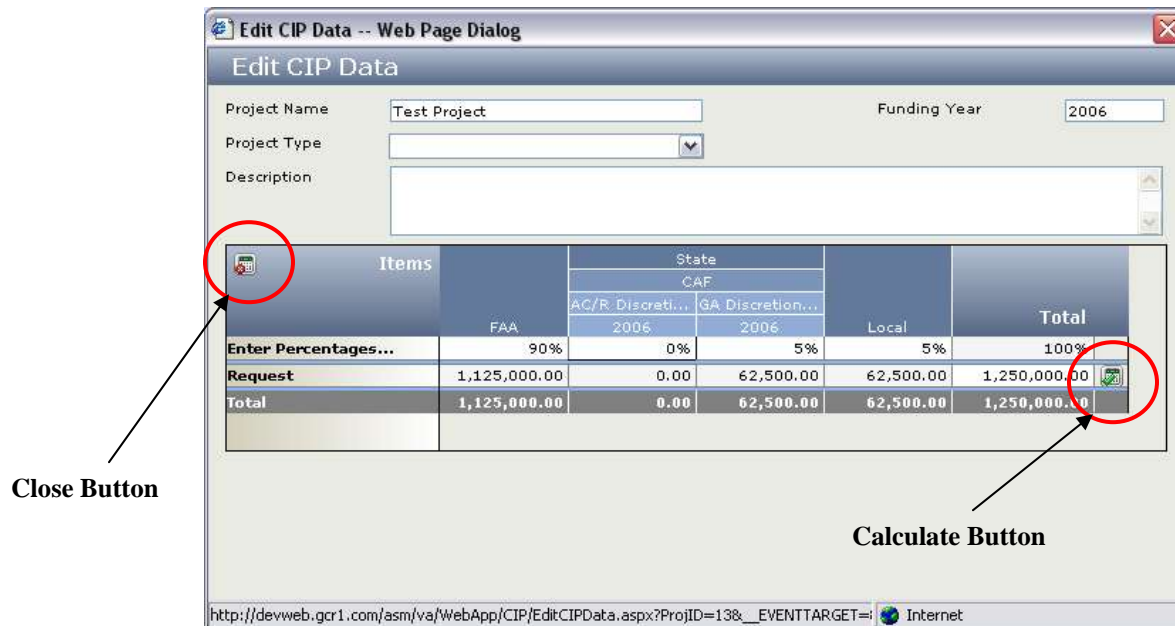 Edit CIP Data -- Web Page Dialog
Edit CIP Data
Project Name Test Project Funding Year 2006
Project Type
Description
Items
State
CAF
AC/R Discreti... GA Discretion...
FAA 2006 2006 Local Total
Enter Percentages... 90% 0% 5% 5% 100%
Request 1,125,000.00 0.00 62,500.00 62,500.00 1,250,000.00
Total 1,125,000.00 0.00 62,500.00 62,500.00 1,250,000.00
Close Button
Calculate Button
http://devweb.gcr1.com/asm/va/WebApp/CIP/EditCIPData.aspx?ProjID=13&__EVENTTARGET= Internet